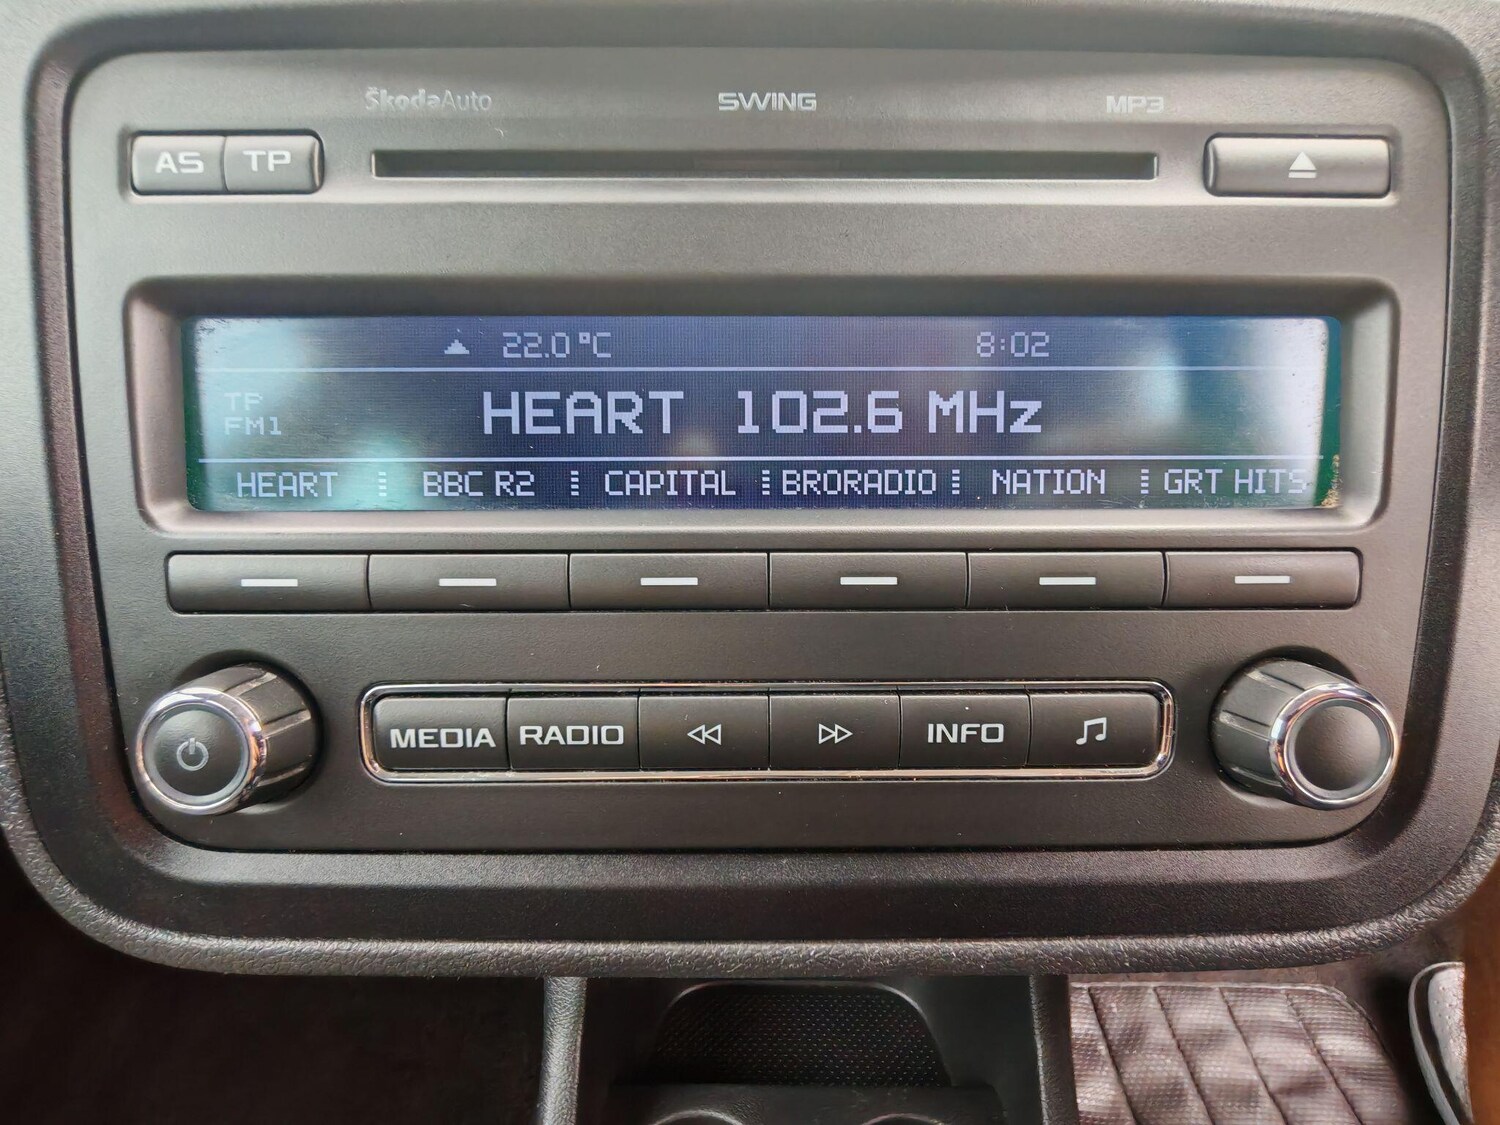 ŠkodaAuto SWING MP3
AS TP
22.0 °C 8:02
TP
FM1
HEART 102.6 MHz
HEART BBC R2 CAPITAL BRORADIO NATION GRT HITS
MEDIA RADIO INFO